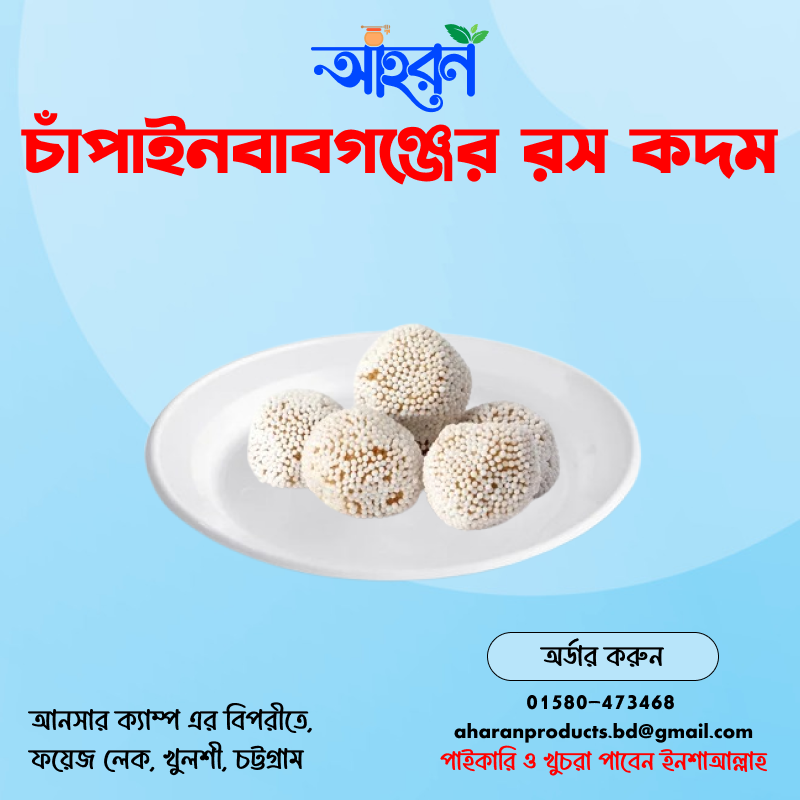 আহরন
চাঁপাইনবাবগঞ্জের রস কদম
অর্ডার করুন
01580-473468
aharanproducts.bd@gmail.com
পাইকারি ও খুচরা পাবেন ইনশাআল্লাহ
আনসার ক্যাম্প এর বিপরীতে,
ফয়েজ লেক, খুলশী, চট্টগ্রাম